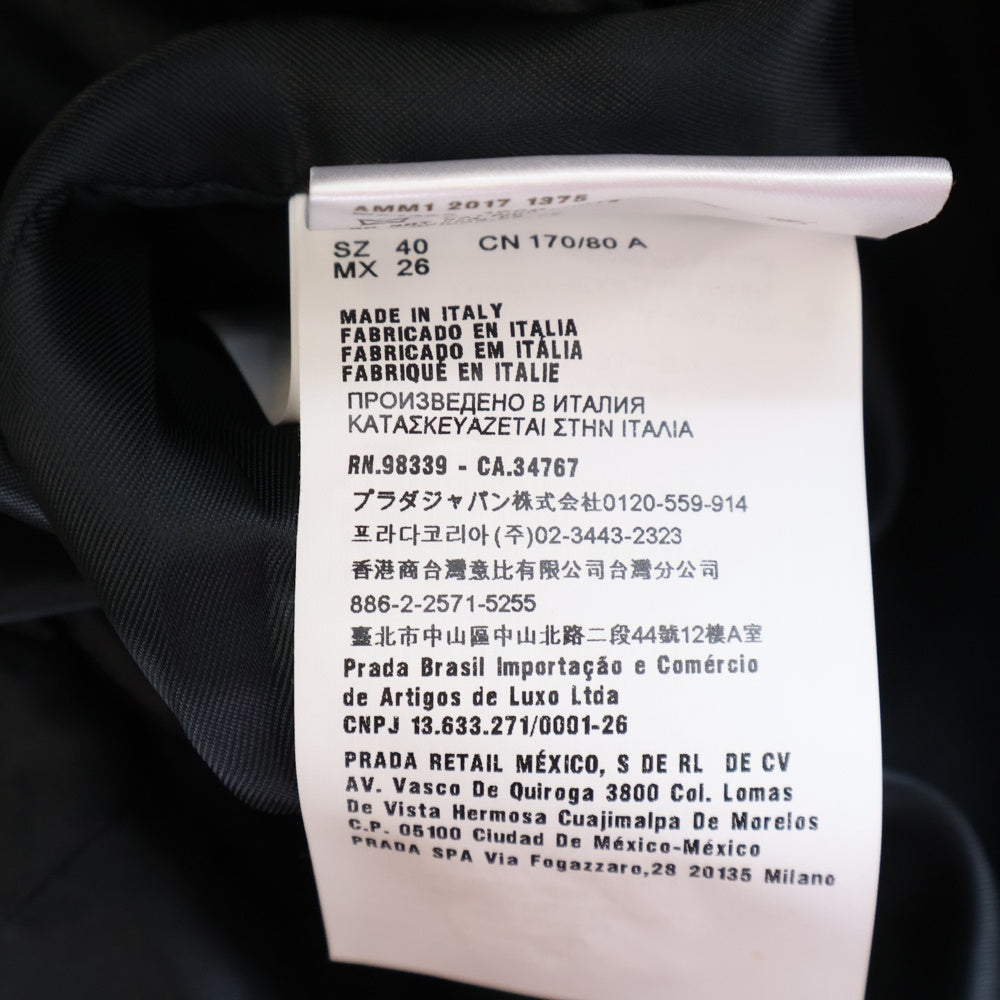 AMM1 2017 1375
SZ 40 CN 170/80 A
MX 26
MADE IN ITALY
FABRICADO EN ITALIA
FABRICADO EM ITÁLIA
FABRIQUÉ EN ITALIE
ПРОИЗВЕДЕНО В ИТАЛИЯ
ΚΑΤΑΣΚΕΥΑΖΕΤΑΙ ΣΤΗΝ ΙΤΑΛΙΑ
RN.98339 - CA.34767
プラダジャパン株式会社0120-559-914
프라다코리아(주)02-3443-2323
香港商台灣意比有限公司台灣分公司
886-2-2571-5255
臺北市中山區中山北路二段44號12樓A室
Prada Brasil Importação e Comércio
de Artigos de Luxo Ltda
CNPJ 13.633.271/0001-26
PRADA RETAIL MÉXICO, S DE RL DE CV
AV. Vasco De Quiroga 3800 Col. Lomas
De Vista Hermosa Cuajimalpa De Morelos
C.P. 05100 Ciudad De México-México
PRADA SPA Via Fogazzaro,28 20135 Milano